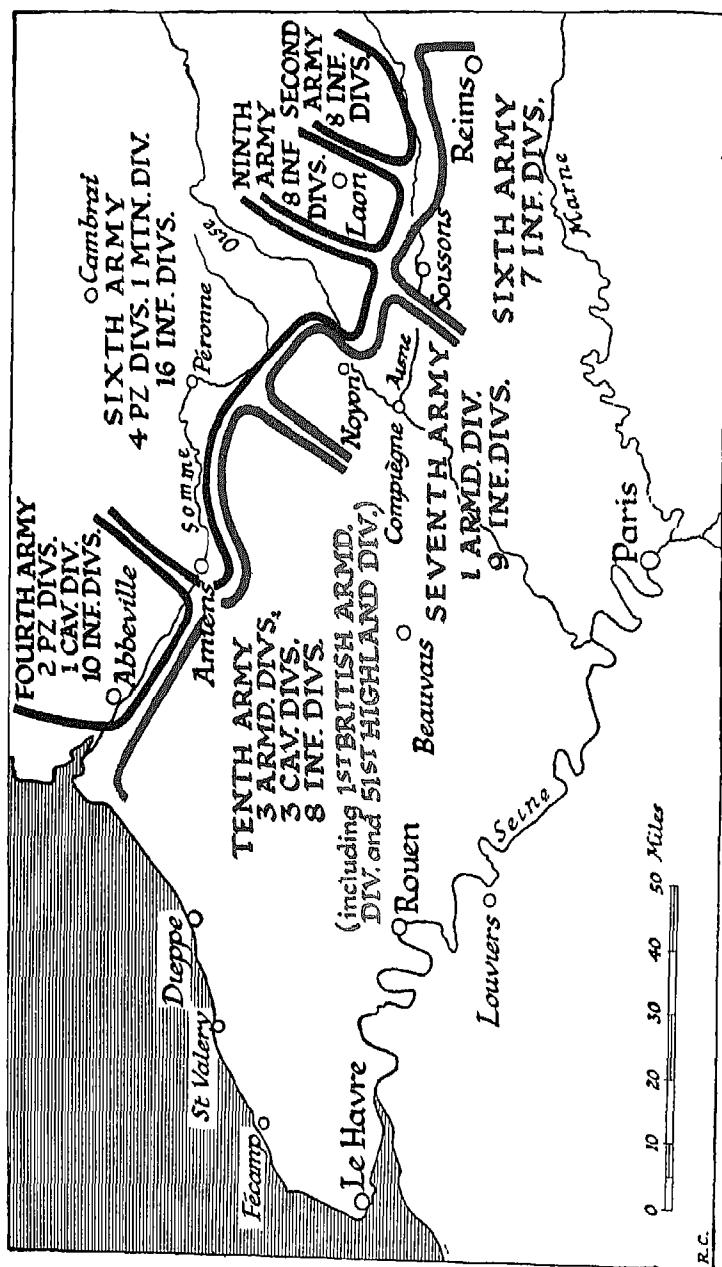 FOURTH ARMY
2 PZ DIVS.
1 CAV. DIV.
10 INF. DIVS.
Abbeville
Cambrai
SIXTH ARMY
4 PZ DIVS. 1 MTN. DIV.
16 INF. DIVS.
Péronne
Somme
Amiens
Oise
NINTH
ARMY
8 INF
DIVS.
SECOND
ARMY
8 INF.
DIVS.
Laon
Noyon
Soissons
Reims
Aisne
Compiègne
SIXTH ARMY
7 INF. DIVS.
Marne
SEVENTH ARMY
1 ARMD. DIV.
9 INF. DIVS.
TENTH ARMY
3 ARMD. DIVS.
3 CAV. DIVS.
8 INF. DIVS.
(including 1ST BRITISH ARMD.
DIV. and 51ST HIGHLAND DIV.)
Beauvais
Dieppe
St Valery
Fécamp
Le Havre
Rouen
Louviers
Seine
Paris
0 10 20 30 40 50 Miles
R.C.